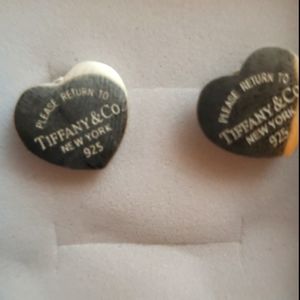 PLEASE RETURN TO
TIFFANY & CO.
NEW YORK
925
PLEASE RETURN TO
TIFFANY & CO
NEW YORK
925